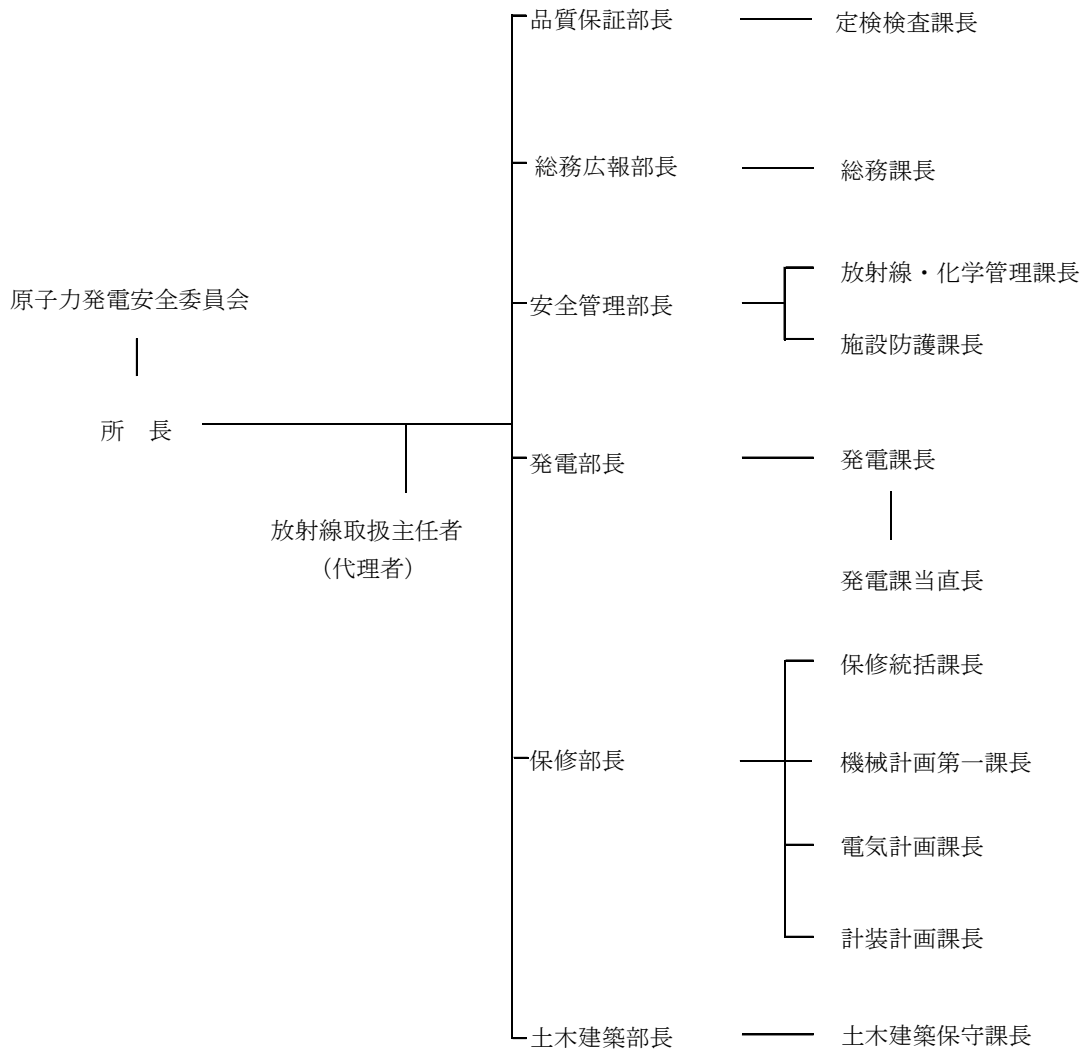 品質保証部長
定検検査課長
総務広報部長
総務課長
原子力発電安全委員会
所　長
放射線取扱主任者
（代理者）
安全管理部長
放射線・化学管理課長
施設防護課長
発電部長
発電課長
発電課当直長
保修部長
保修統括課長
機械計画第一課長
電気計画課長
計装計画課長
土木建築部長
土木建築保守課長